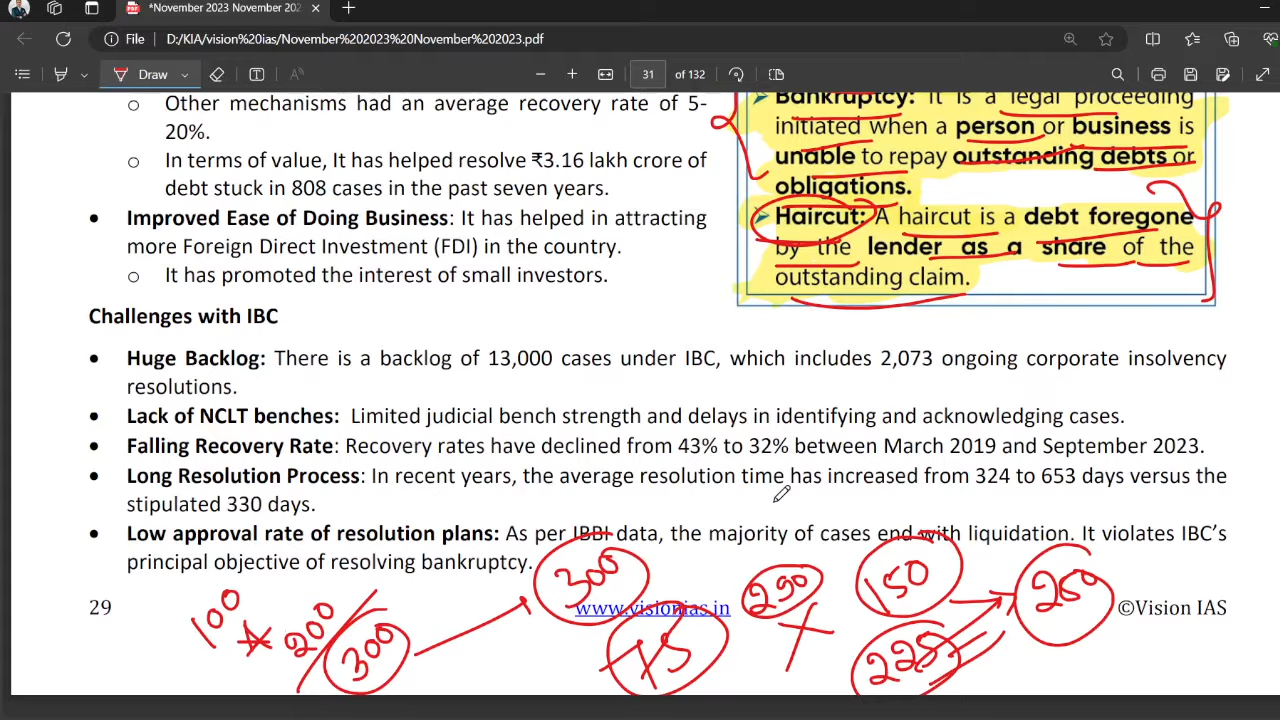 *November 2023 November 202
File
D:/KIA/vision%20ias/November%202023%20November%202023.pdf
Draw
31 of 132
o Other mechanisms had an average recovery rate of 5-
20%.
o In terms of value, It has helped resolve ₹3.16 lakh crore of
debt stuck in 808 cases in the past seven years.
• Improved Ease of Doing Business: It has helped in attracting
more Foreign Direct Investment (FDI) in the country.
o It has promoted the interest of small investors.
➤ Bankruptcy: It is a legal proceeding
initiated when a person or business is
unable to repay outstanding debts or
obligations.
➤ Haircut: A haircut is a debt foregone
by the lender as a share of the
outstanding claim.
Challenges with IBC
• Huge Backlog: There is a backlog of 13,000 cases under IBC, which includes 2,073 ongoing corporate insolvency
resolutions.
• Lack of NCLT benches: Limited judicial bench strength and delays in identifying and acknowledging cases.
• Falling Recovery Rate: Recovery rates have declined from 43% to 32% between March 2019 and September 2023.
• Long Resolution Process: In recent years, the average resolution time has increased from 324 to 653 days versus the
stipulated 330 days.
• Low approval rate of resolution plans: As per IBBI data, the majority of cases end with liquidation. It violates IBC's
principal objective of resolving bankruptcy.
300 290 150 250
29 www.visionias.in ©Vision IAS
100 200 300 75 225